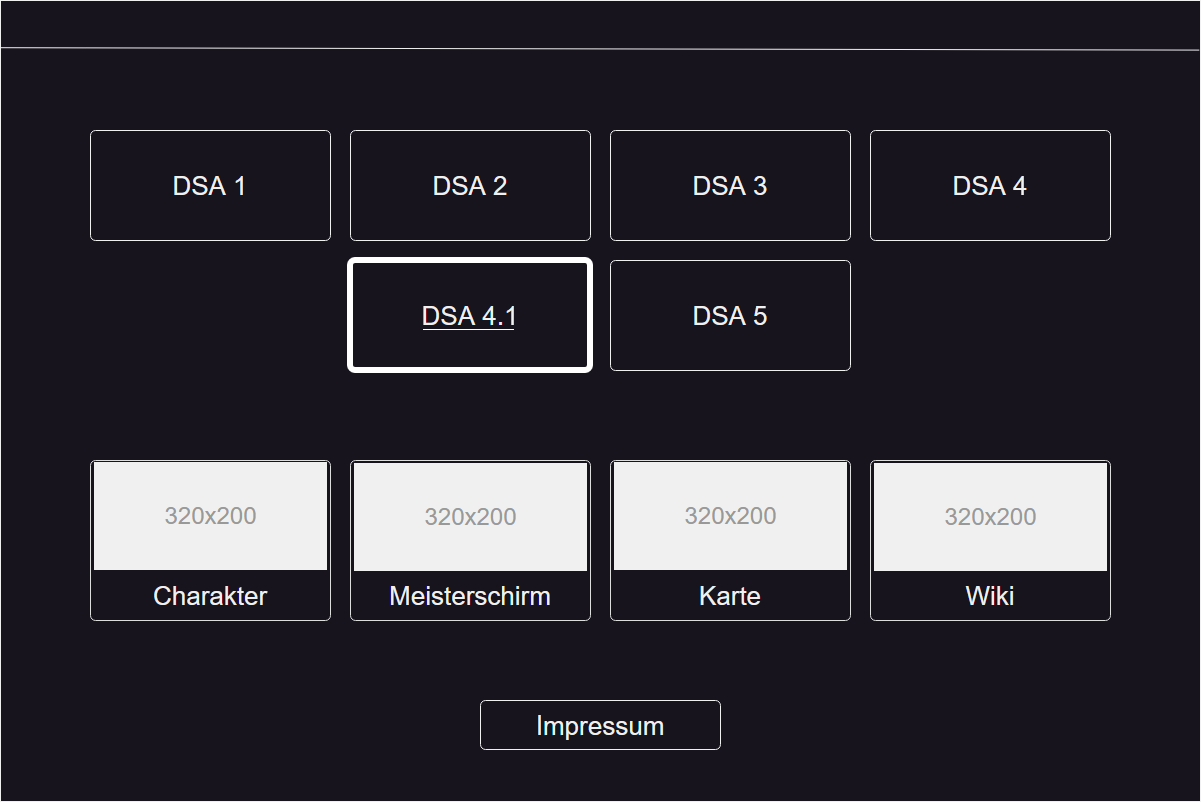 DSA 1
DSA 2
DSA 3
DSA 4
DSA 4.1
DSA 5
320x200
320x200
320x200
320x200
Charakter
Meisterschirm
Karte
Wiki
Impressum